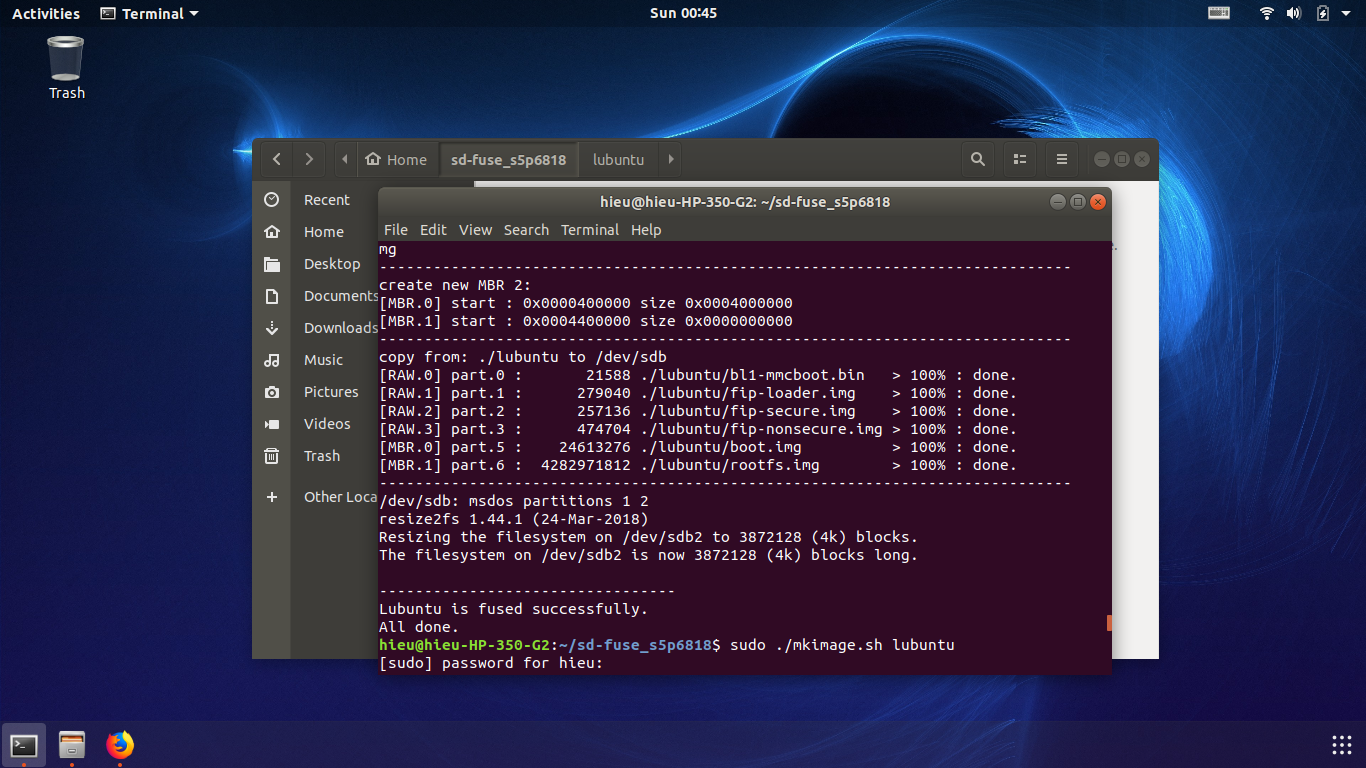 Activities
Terminal
Sun 00:45
Trash
Home
sd-fuse_s5p6818
lubuntu
Recent
Home
Desktop
Documents
Downloads
Music
Pictures
Videos
Trash
Other Loca
hieu@hieu-HP-350-G2: ~/sd-fuse_s5p6818
File Edit View Search Terminal Help
mg
---------------------------------------------------------------------------
create new MBR 2:
[MBR.0] start : 0x0000400000 size 0x0004000000
[MBR.1] start : 0x0004400000 size 0x0000000000
---------------------------------------------------------------------------
copy from: ./lubuntu to /dev/sdb
[RAW.0] part.0 :       21588 ./lubuntu/bl1-mmcboot.bin   > 100% : done.
[RAW.1] part.1 :      279040 ./lubuntu/fip-loader.img    > 100% : done.
[RAW.2] part.2 :      257136 ./lubuntu/fip-secure.img    > 100% : done.
[RAW.3] part.3 :      474704 ./lubuntu/fip-nonsecure.img > 100% : done.
[MBR.0] part.5 :    24613276 ./lubuntu/boot.img          > 100% : done.
[MBR.1] part.6 :  4282971812 ./lubuntu/rootfs.img        > 100% : done.
---------------------------------------------------------------------------
/dev/sdb: msdos partitions 1 2
resize2fs 1.44.1 (24-Mar-2018)
Resizing the filesystem on /dev/sdb2 to 3872128 (4k) blocks.
The filesystem on /dev/sdb2 is now 3872128 (4k) blocks long.
---------------------------------
Lubuntu is fused successfully.
All done.
hieu@hieu-HP-350-G2:~/sd-fuse_s5p6818$ sudo ./mkimage.sh lubuntu
[sudo] password for hieu: